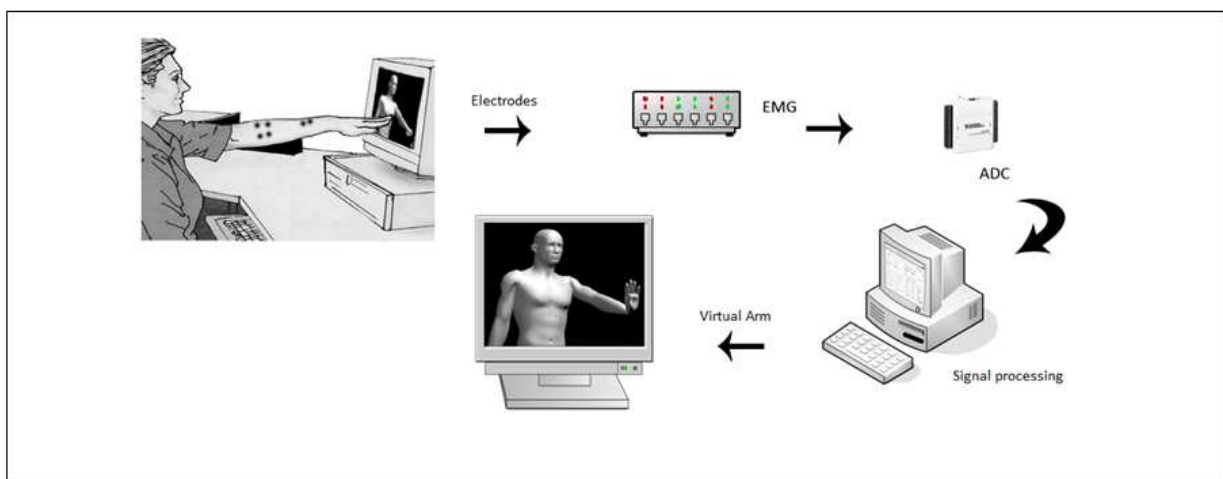 Electrodes
EMG
ADC
Signal processing
Virtual Arm